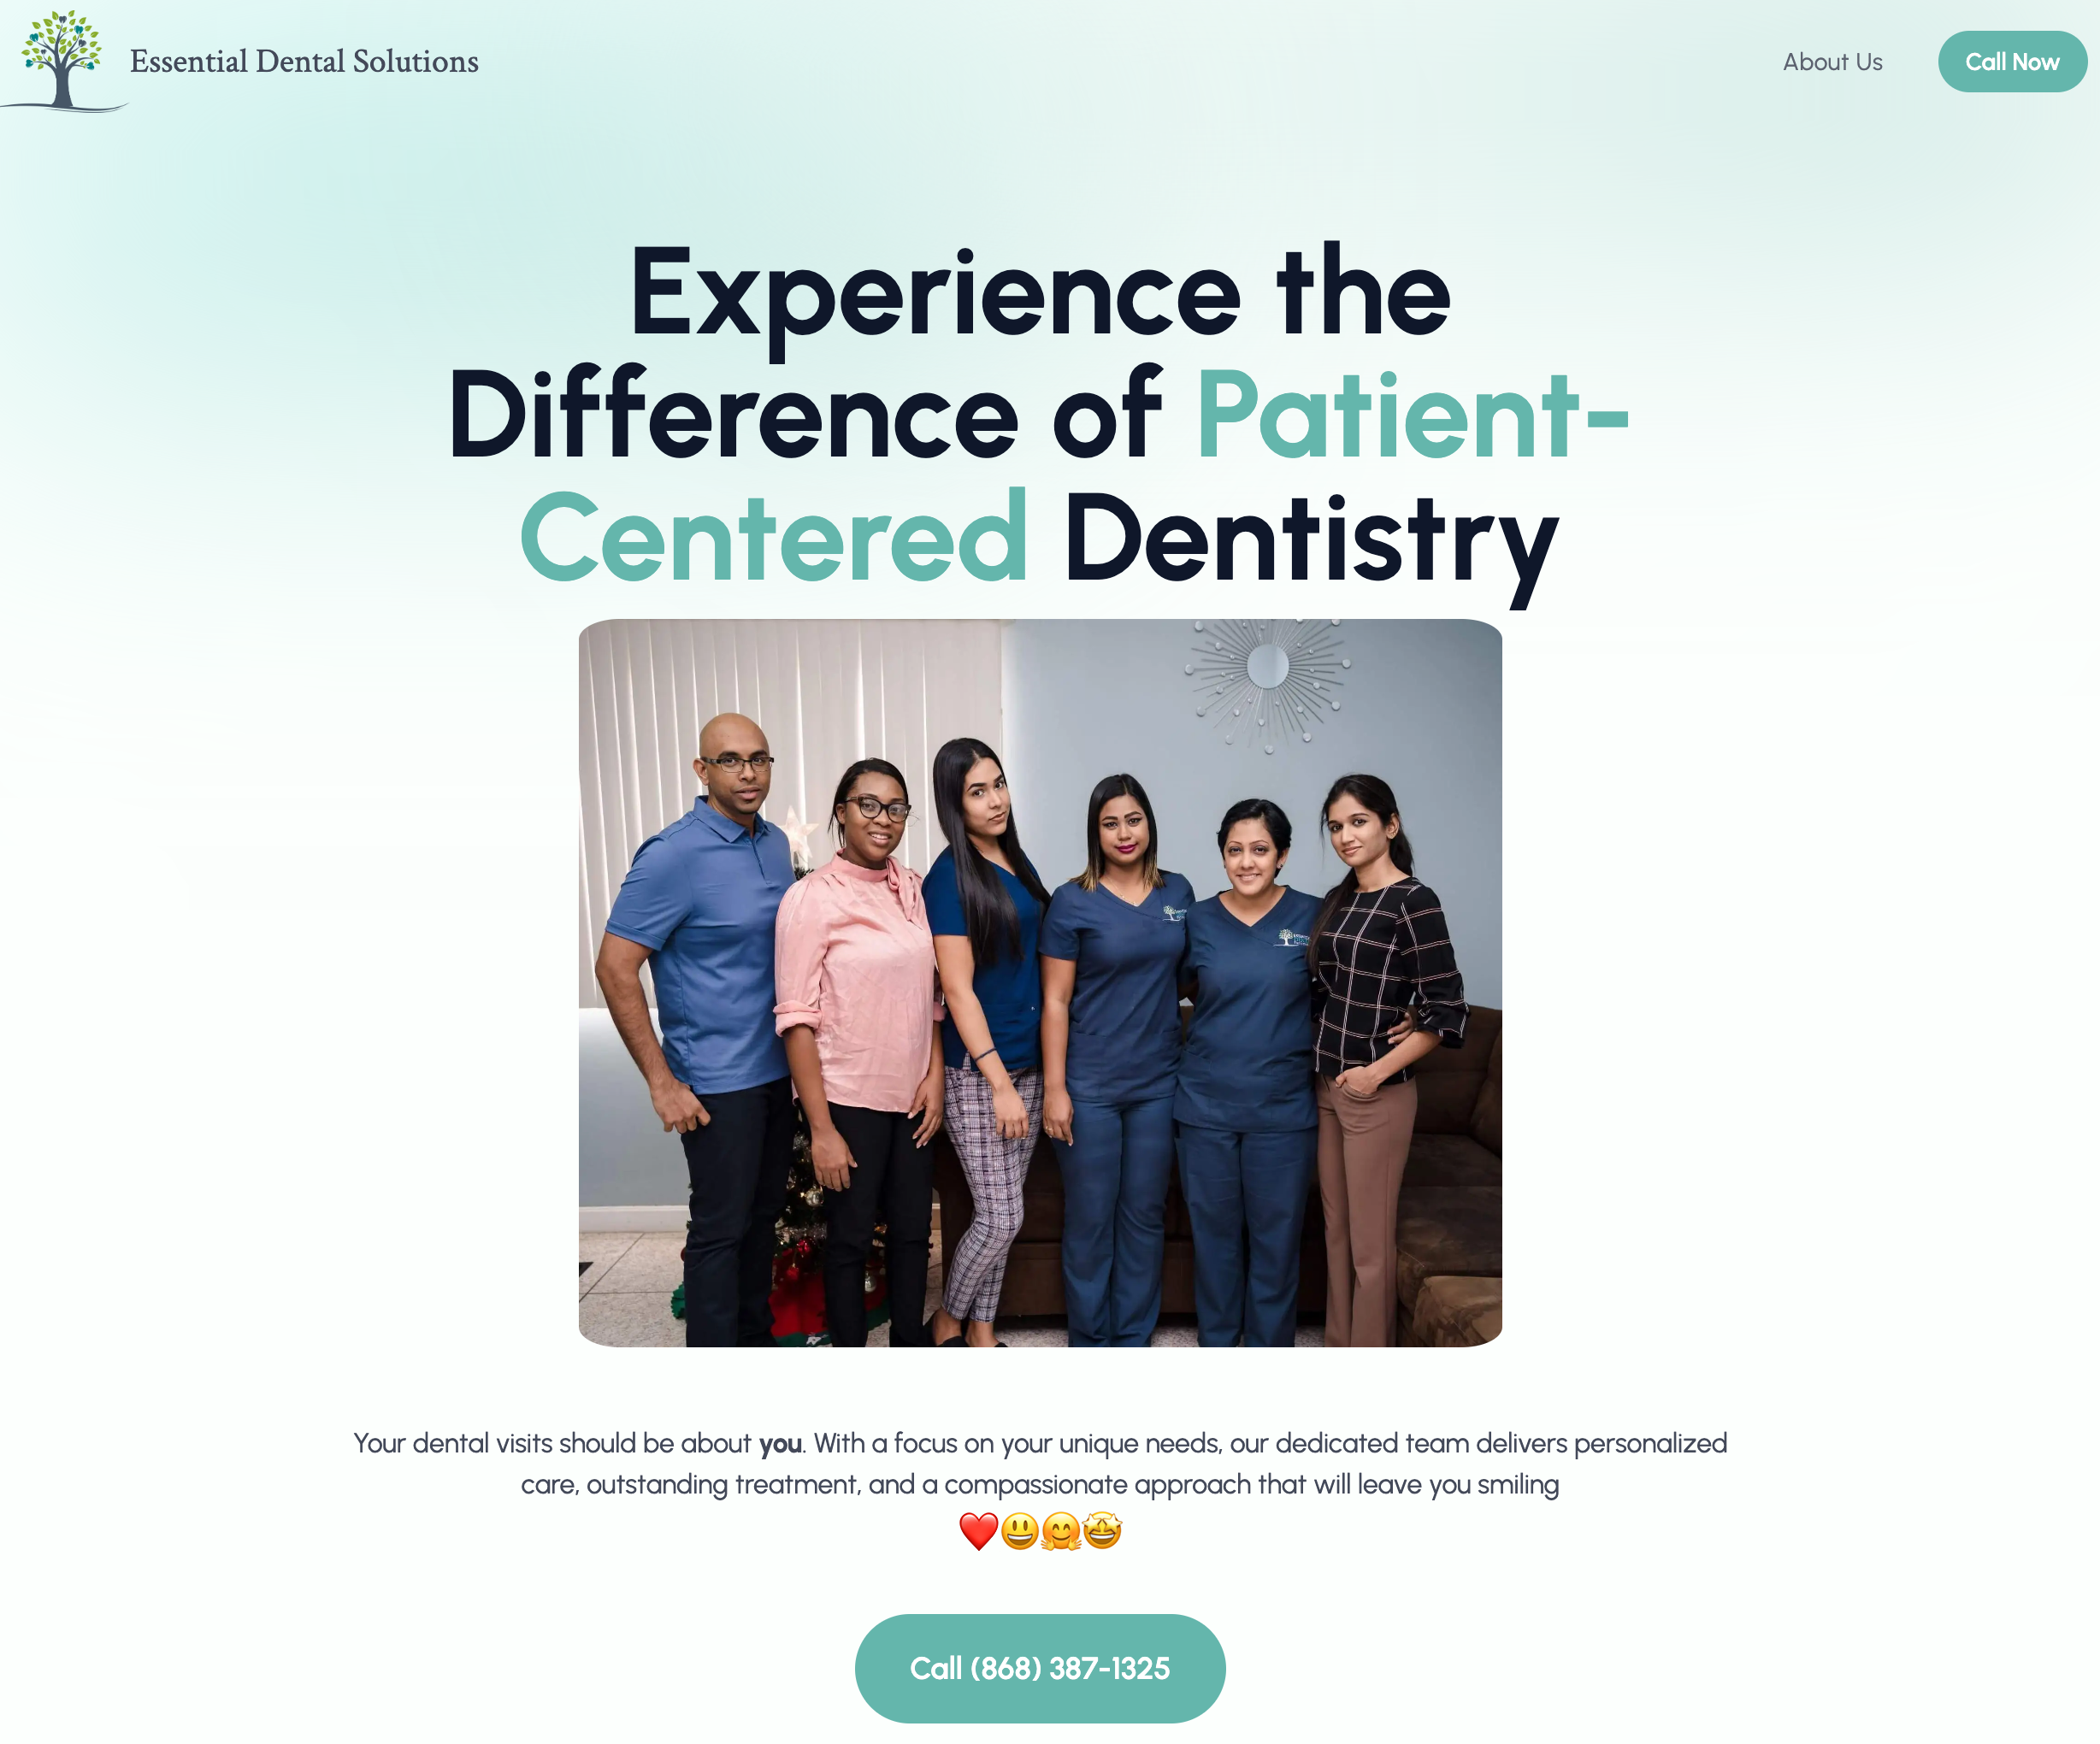 Essential Dental Solutions
About Us
Call Now
Experience the
Difference of Patient-
Centered Dentistry
Your dental visits should be about you. With a focus on your unique needs, our dedicated team delivers personalized
care, outstanding treatment, and a compassionate approach that will leave you smiling
❤️😃🤗🤩
Call (868) 387-1325